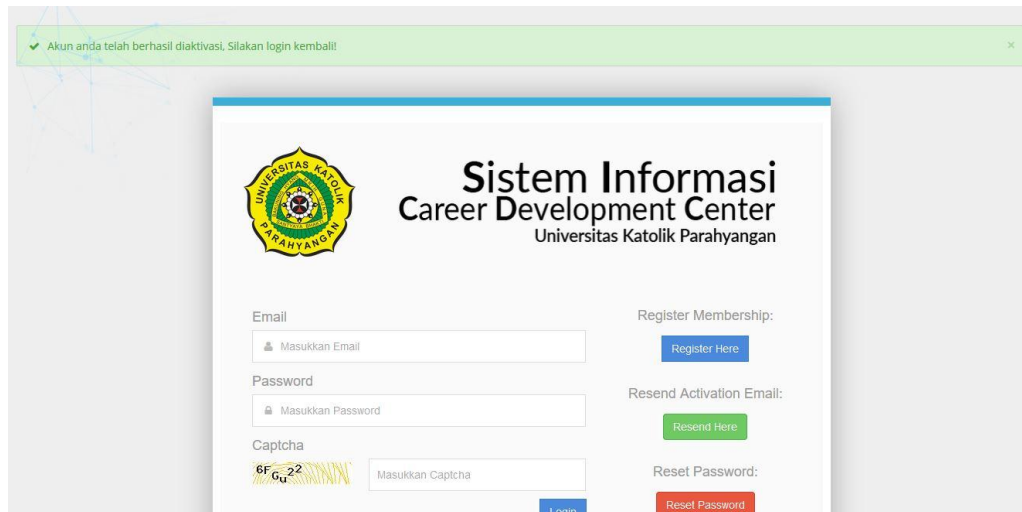 Akun anda telah berhasil diaktivasi, Silakan login kembali!
UNIVERSITAS KATOLIK
PARAHYANGAN
Sistem Informasi
Career Development Center
Universitas Katolik Parahyangan
Email
Masukkan Email
Password
Masukkan Password
Captcha
6FGu22
Masukkan Captcha
Login
Register Membership:
Register Here
Resend Activation Email:
Resend Here
Reset Password:
Reset Password